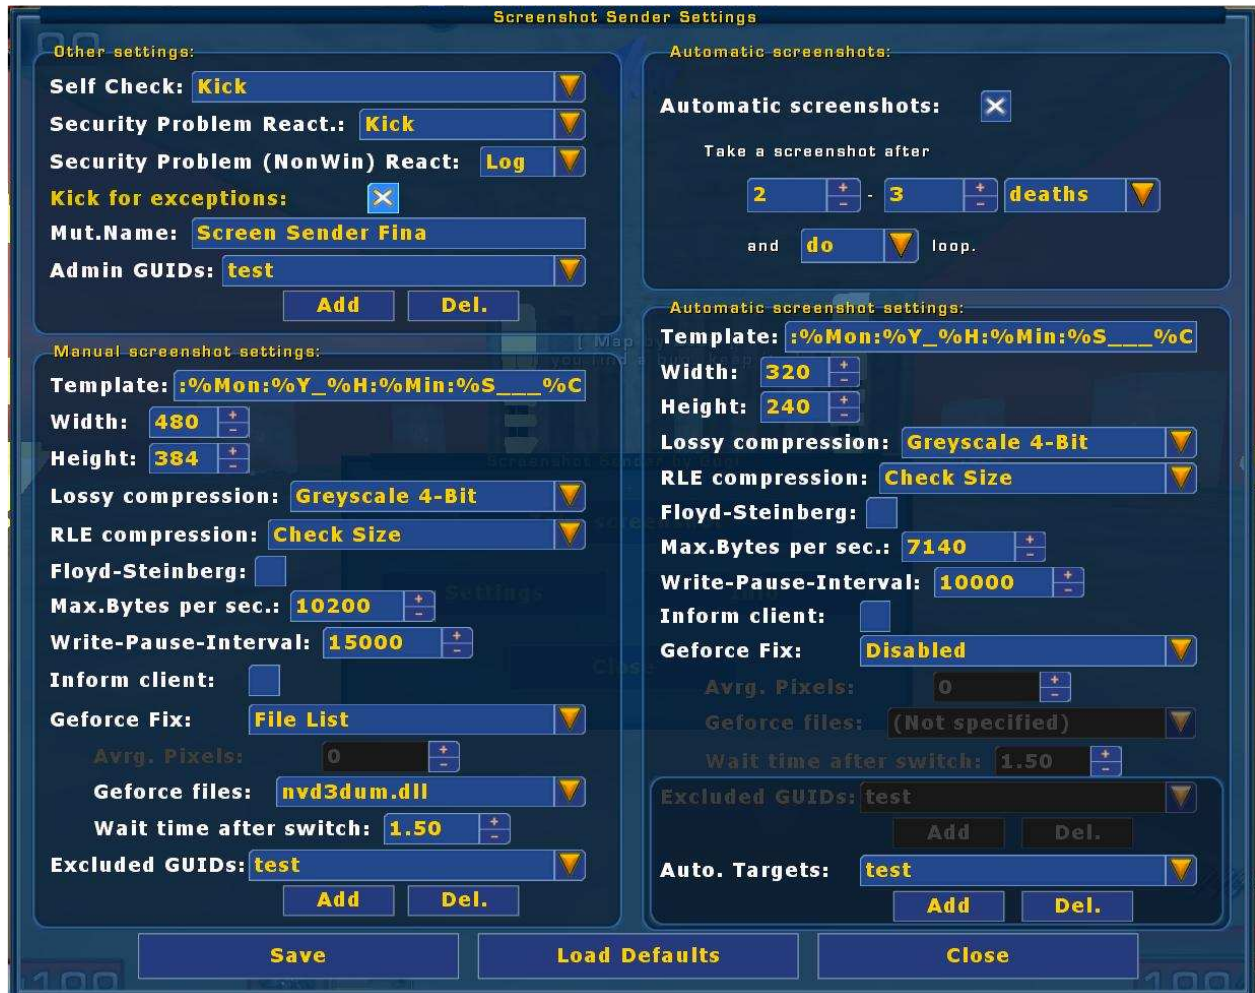 Screenshot Sender Settings
Other settings:
Self Check: Kick
Security Problem React.: Kick
Security Problem (NonWin) React: Log
Kick for exceptions:
Mut.Name: Screen Sender Fina
Admin GUIDs: test
Add Del.
Manual screenshot settings:
Template: :%Mon:%Y_%H:%Min:%S___%C
Width: 480
Height: 384
Lossy compression: Greyscale 4-Bit
RLE compression: Check Size
Floyd-Steinberg:
Max.Bytes per sec.: 10200
Write-Pause-Interval: 15000
Inform client:
Geforce Fix: File List
Avrg. Pixels: 0
Geforce files: nvd3dum.dll
Wait time after switch: 1.50
Excluded GUIDs: test
Add Del.
Automatic screenshots:
Automatic screenshots:
Take a screenshot after
2 - 3 deaths
and do loop.
Automatic screenshot settings:
Template: :%Mon:%Y_%H:%Min:%S___%C
Width: 320
Height: 240
Lossy compression: Greyscale 4-Bit
RLE compression: Check Size
Floyd-Steinberg:
Max.Bytes per sec.: 7140
Write-Pause-Interval: 10000
Inform client:
Geforce Fix: Disabled
Avrg. Pixels: 0
Geforce files: (Not specified)
Wait time after switch: 1.50
Excluded GUIDs: test
Add Del.
Auto. Targets: test
Add Del.
Settings
Close
Save Load Defaults Close
100 100